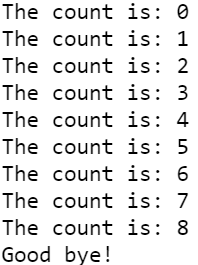 The count is: 0
The count is: 1
The count is: 2
The count is: 3
The count is: 4
The count is: 5
The count is: 6
The count is: 7
The count is: 8
Good bye!